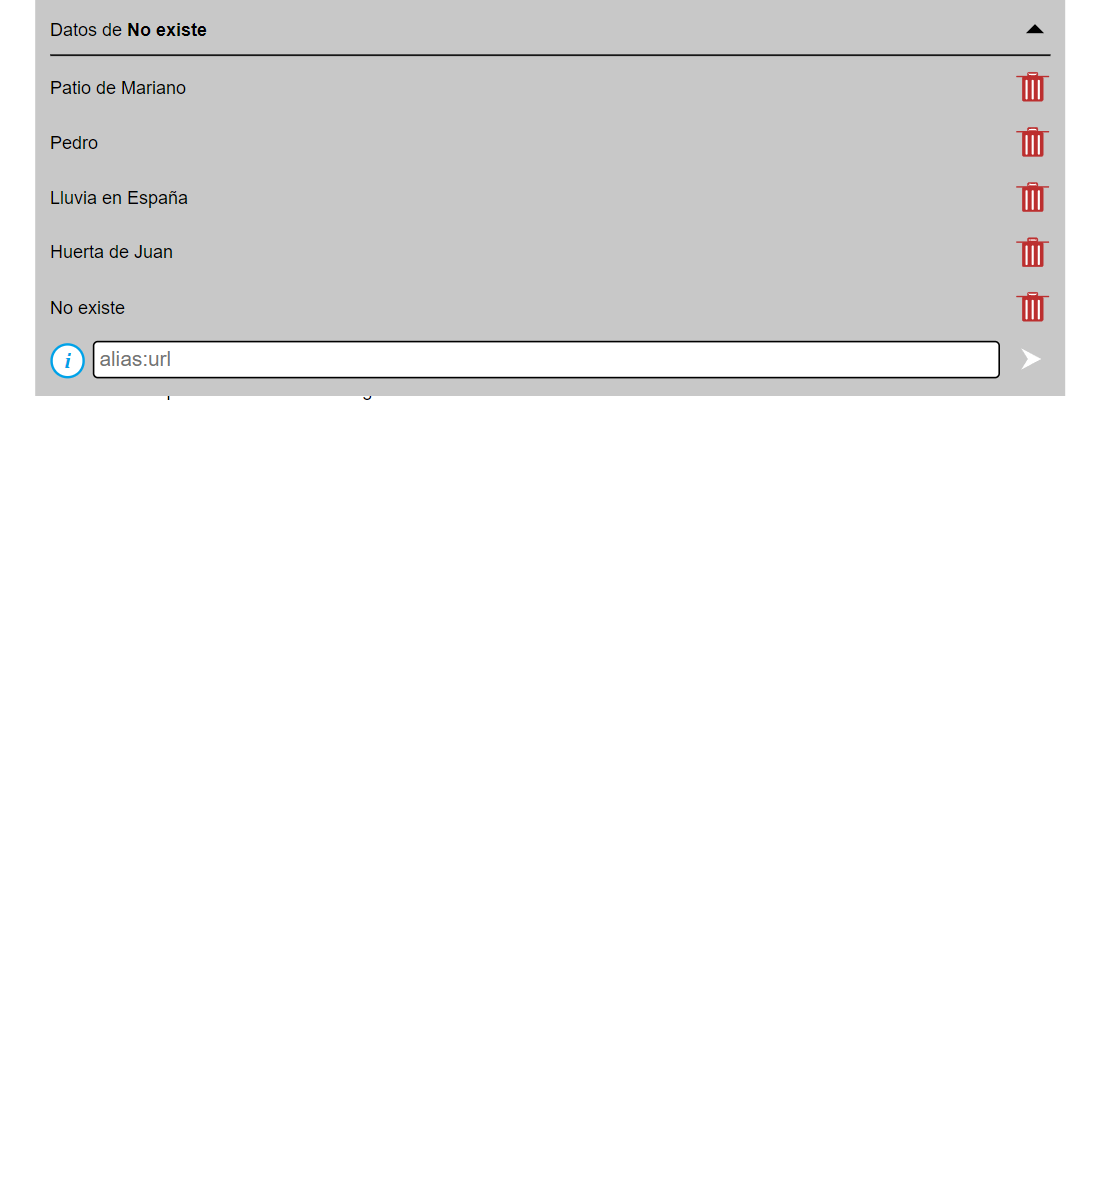 Datos de No existe
Patio de Mariano
Pedro
Lluvia en España
Huerta de Juan
No existe
i alias:url